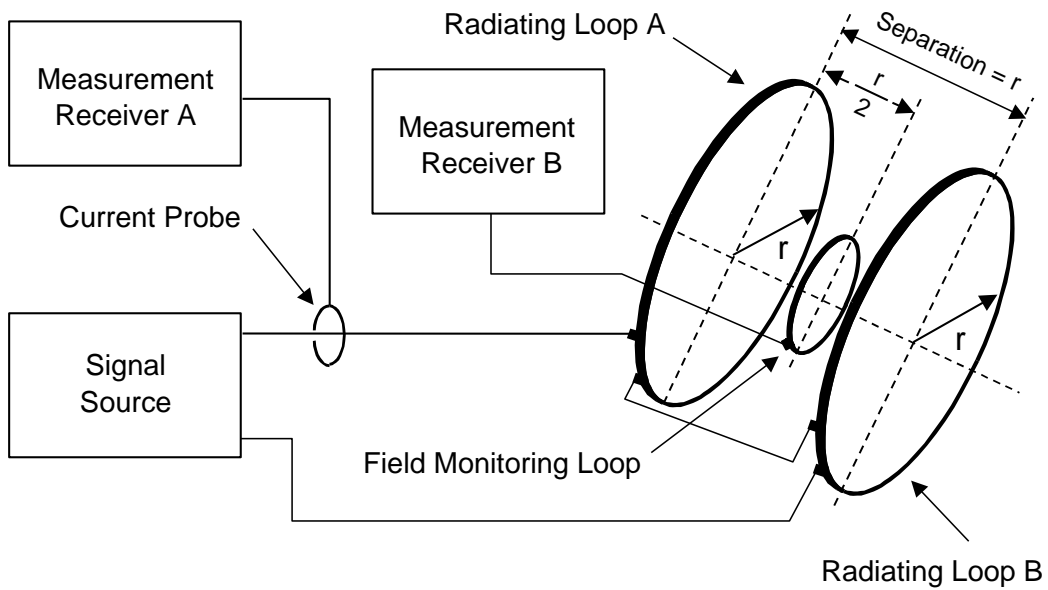 Radiating Loop A
Separation = r
r
2
Measurement
Receiver A
Measurement
Receiver B
Current Probe
r
r
Signal
Source
Field Monitoring Loop
Radiating Loop B